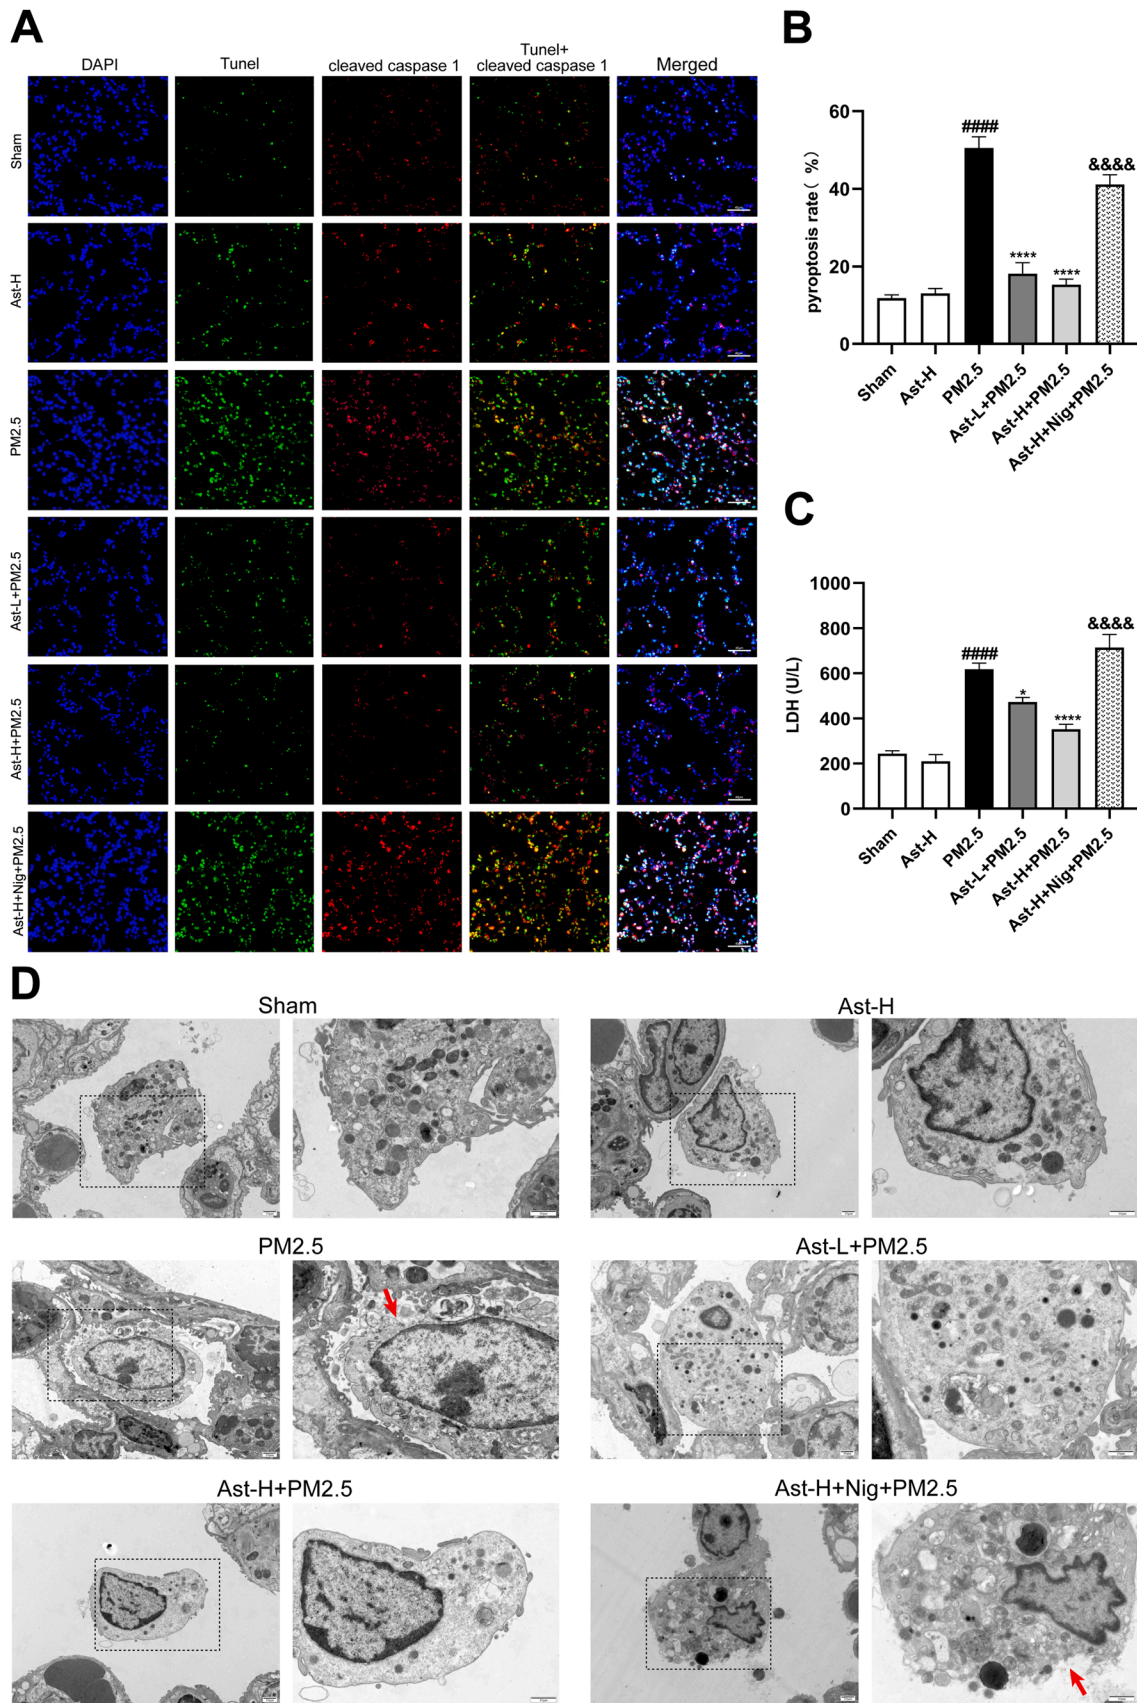 A
DAPI
Tunel
cleaved caspase 1
Tunel+
cleaved caspase 1
Merged
Sham
Ast-H
PM2.5
Ast-L+PM2.5
Ast-H+PM2.5
Ast-H+Nig+PM2.5
B
pyroptosis rate( %)
60
40
20
0
####
****
****
&&&&
Sham
Ast-H
PM2.5
Ast-L+PM2.5
Ast-H+PM2.5
Ast-H+Nig+PM2.5
C
LDH (U/L)
1000
800
600
400
200
0
####
*
****
&&&&
Sham
Ast-H
PM2.5
Ast-L+PM2.5
Ast-H+PM2.5
Ast-H+Nig+PM2.5
D
Sham
Ast-H
PM2.5
Ast-L+PM2.5
Ast-H+PM2.5
Ast-H+Nig+PM2.5